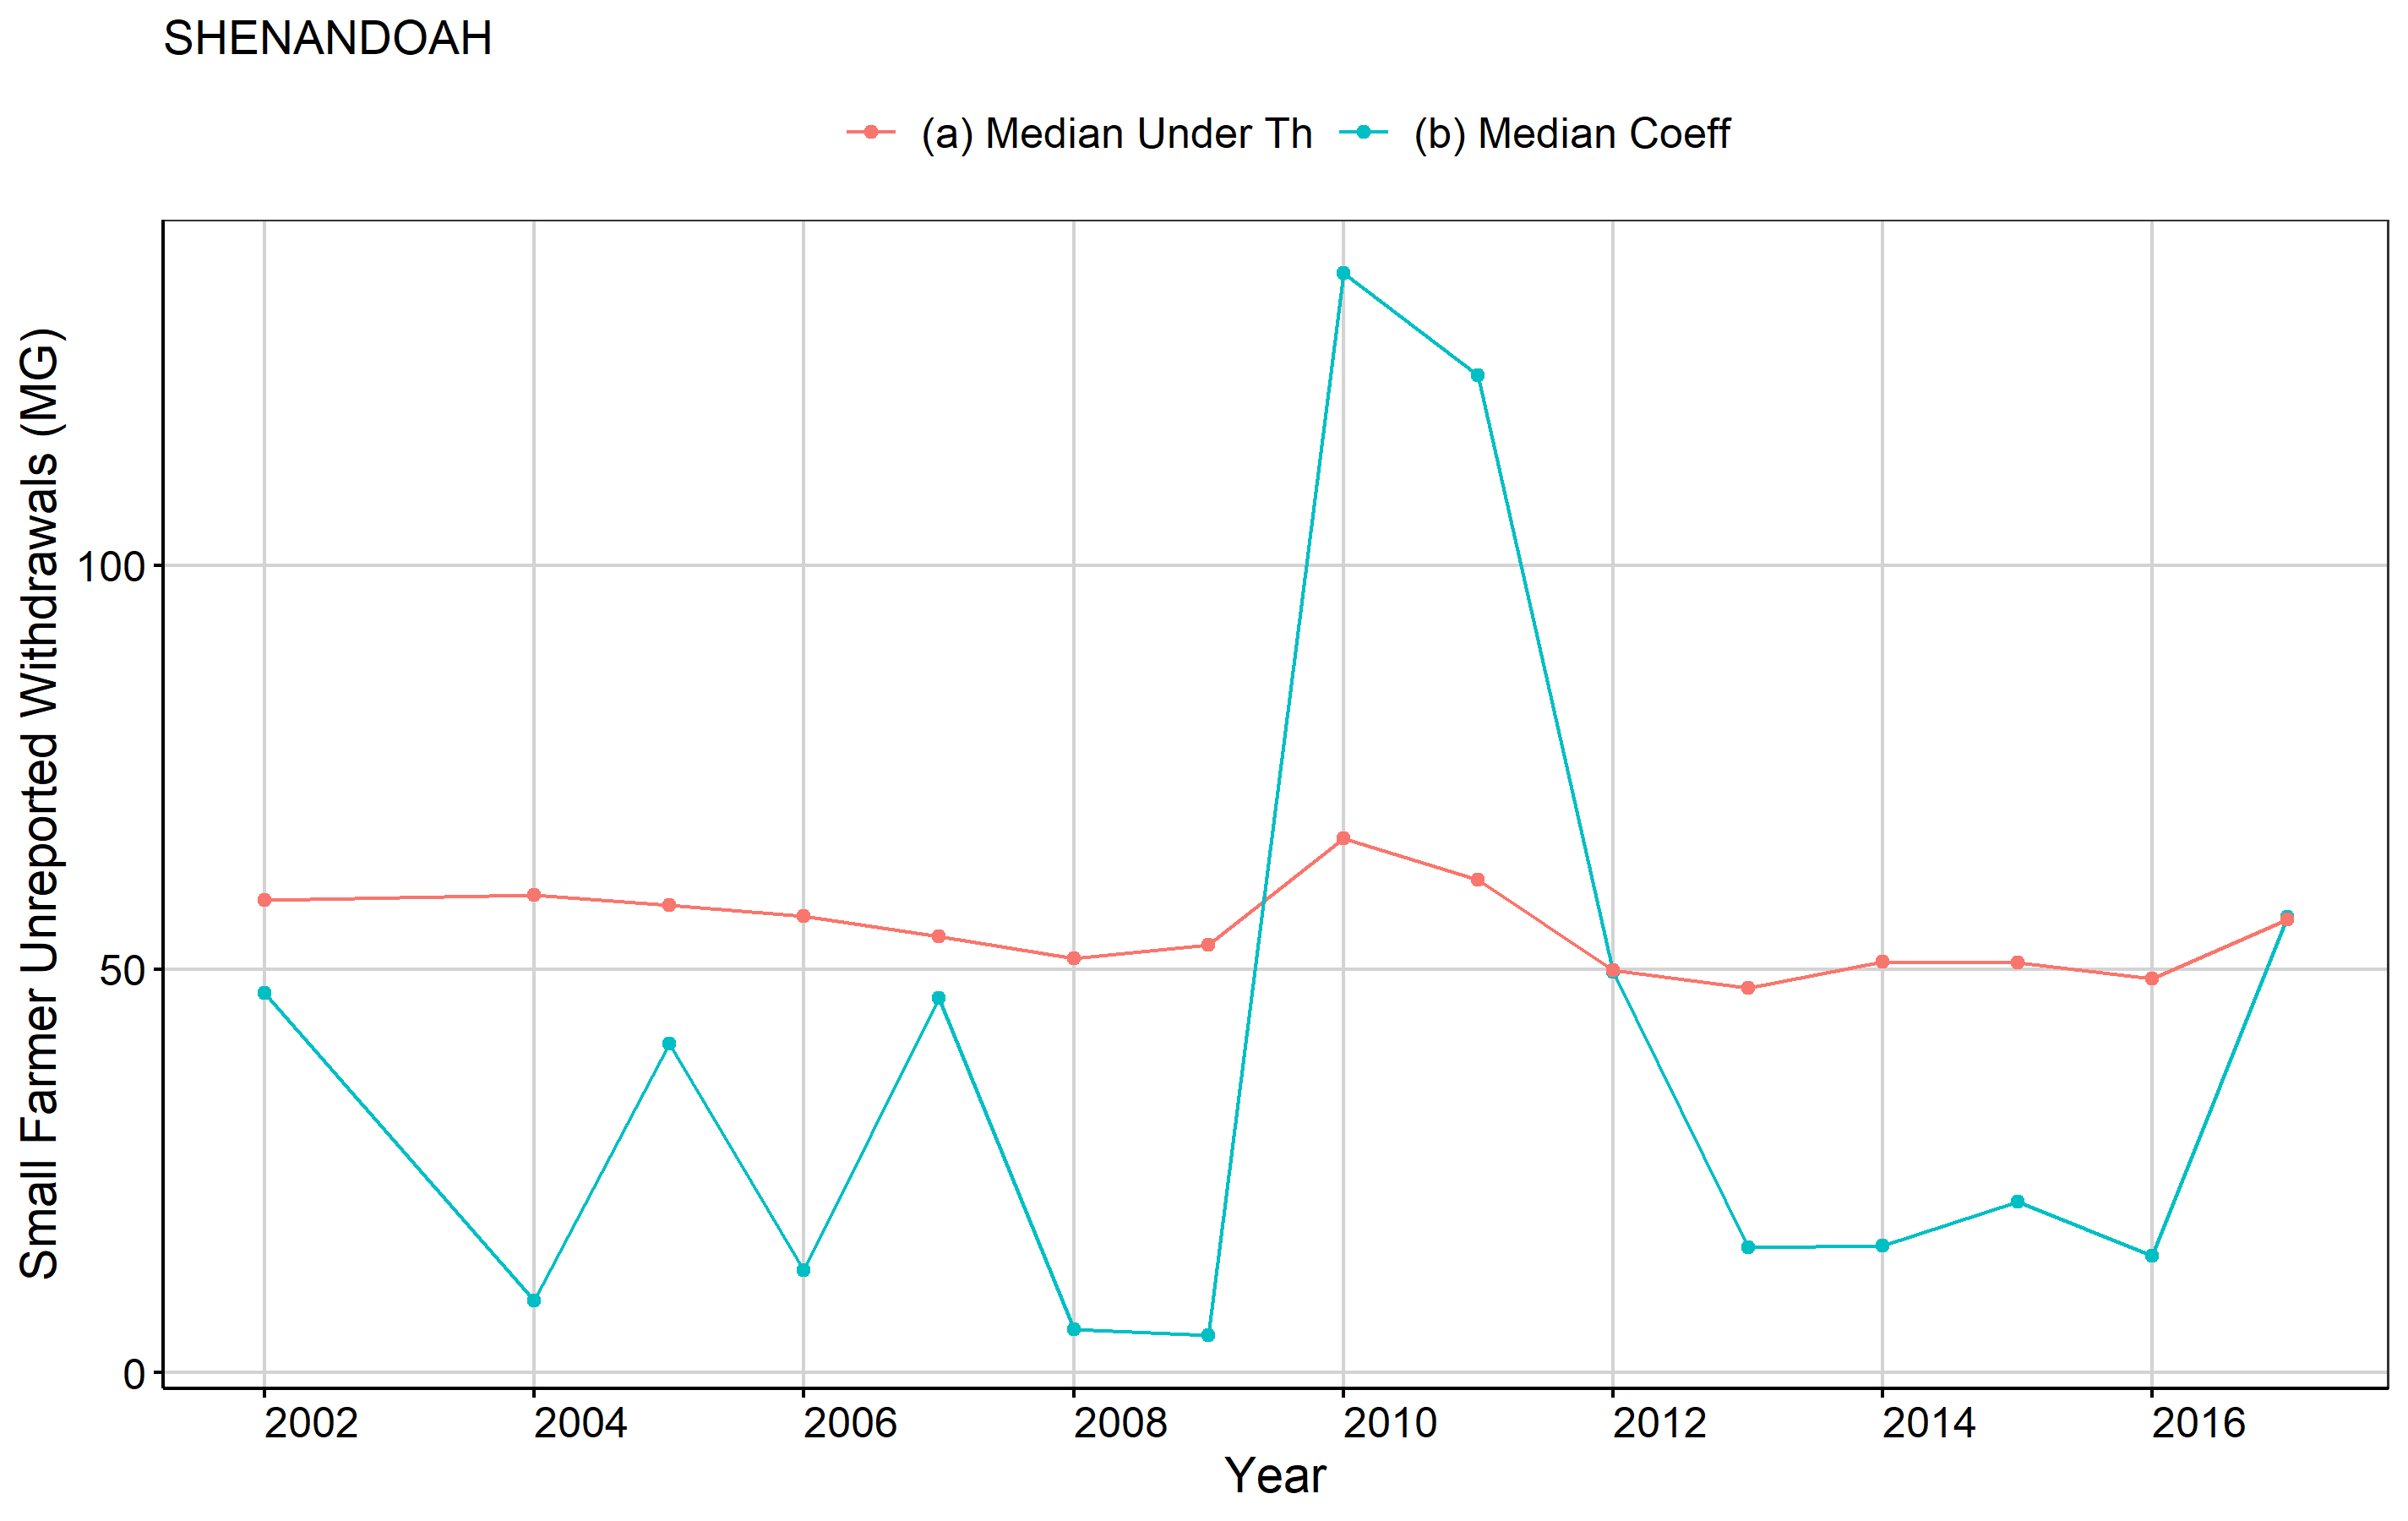 SHENANDOAH
(a) Median Under Th (b) Median Coeff
Small Farmer Unreported Withdrawals (MG)
100
50
0
2002 2004 2006 2008 2010 2012 2014 2016
Year